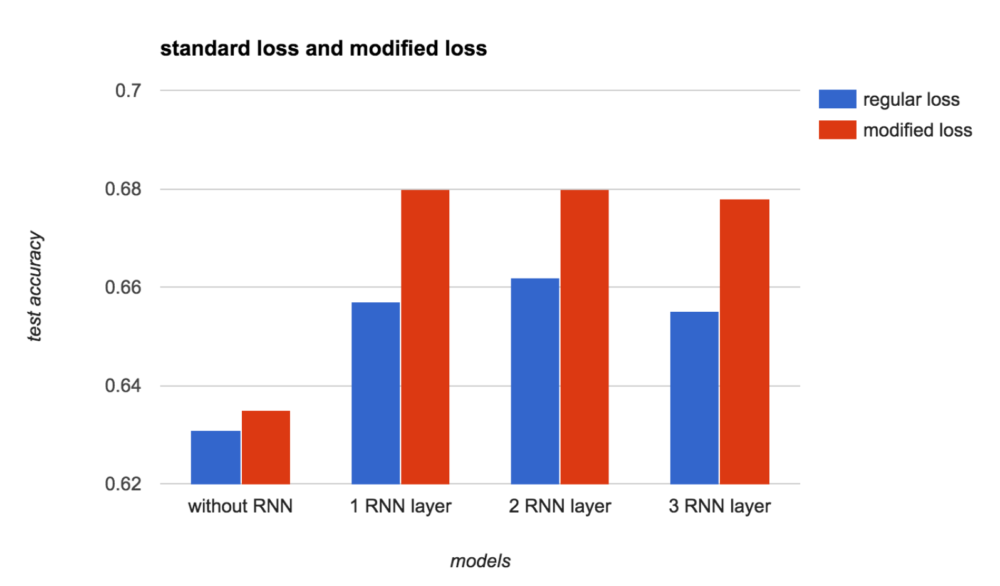 standard loss and modified loss
0.7
0.68
0.66
0.64
0.62
test accuracy
regular loss
modified loss
without RNN
1 RNN layer
2 RNN layer
3 RNN layer
models